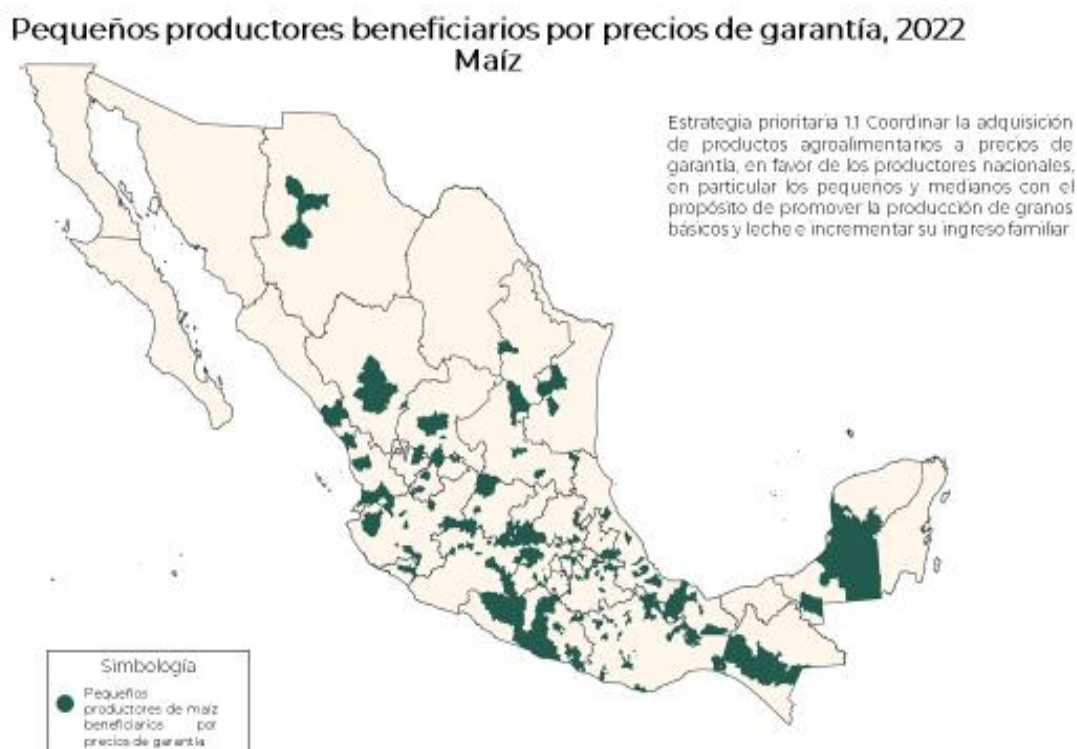 Pequeños productores beneficiarios por precios de garantía, 2022
Maíz
Estrategia prioritaria 1.1 Coordinar la adquisición
de productos agroalimentarios a precios de
garantía, en favor de los productores nacionales,
en particular los pequeños y medianos con el
propósito de promover la producción de granos
básicos y leche e incrementar su ingreso familiar
Simbología
Pequeños
productores de maíz
beneficiarios por
precios de garantía